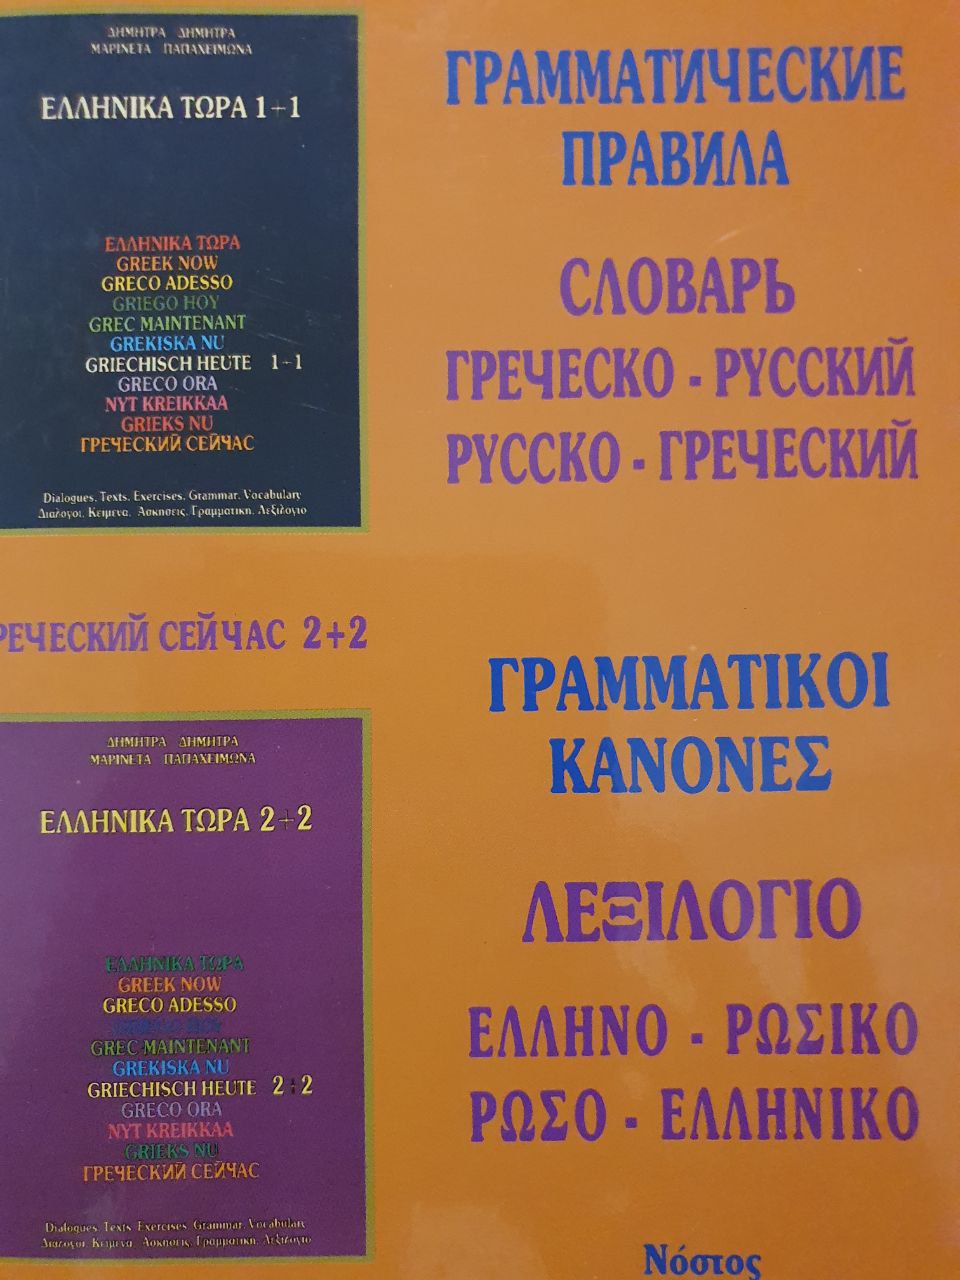 ΔΗΜΗΤΡΑ ΔΗΜΗΤΡΑ
ΜΑΡΙΝΕΤΑ ΠΑΠΑΧΕΙΜΩΝΑ
ΕΛΛΗΝΙΚΑ ΤΩΡΑ 1+1
ΕΛΛΗΝΙΚΑ ΤΩΡΑ
GREEK NOW
GRECO ADESSO
GRIEGO HOY
GREC MAINTENANT
GREKISKA NU
GRIECHISCH HEUTE 1+1
GRECO ORA
NYT KREIKKAA
GRIEKS NU
ГРЕЧЕСКИЙ СЕЙЧАС
Dialogues, Texts, Exercises, Grammar, Vocabulary
Διάλογοι, Κείμενα, Ασκήσεις, Γραμματική, Λεξιλόγιο
ГРАММАТИЧЕСКИЕ
ПРАВИЛА
СЛОВАРЬ
ГРЕЧЕСКО - РУССКИЙ
РУССКО - ГРЕЧЕСКИЙ
РЕЧЕСКИЙ СЕЙЧАС 2+2
ΔΗΜΗΤΡΑ ΔΗΜΗΤΡΑ
ΜΑΡΙΝΕΤΑ ΠΑΠΑΧΕΙΜΩΝΑ
ΕΛΛΗΝΙΚΑ ΤΩΡΑ 2+2
ΕΛΛΗΝΙΚΑ ΤΩΡΑ
GREEK NOW
GRECO ADESSO
GREC MAINTENANT
GREKISKA NU
GRIECHISCH HEUTE 2+2
GRECO ORA
NYT KREIKKAA
GRIEKS NU
ГРЕЧЕСКИЙ СЕЙЧАС
Dialogues, Texts, Exercises, Grammar, Vocabulary
Διάλογοι, Κείμενα, Ασκήσεις, Γραμματική, Λεξιλόγιο
ΓΡΑΜΜΑΤΙΚΟΙ
ΚΑΝΟΝΕΣ
ΛΕΞΙΛΟΓΙΟ
ΕΛΛΗΝΟ - ΡΩΣΙΚΟ
ΡΩΣΟ - ΕΛΛΗΝΙΚΟ
Νόστος